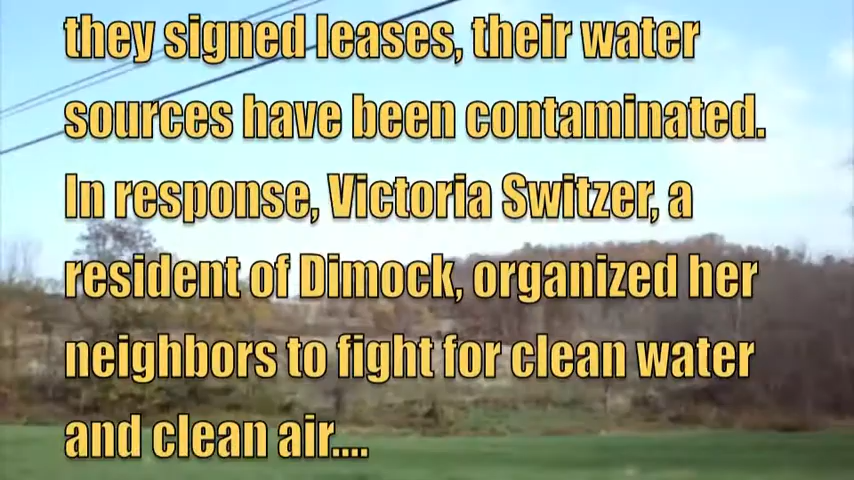 they signed leases, their water
sources have been contaminated.
In response, Victoria Switzer, a
resident of Dimock, organized her
neighbors to fight for clean water
and clean air....